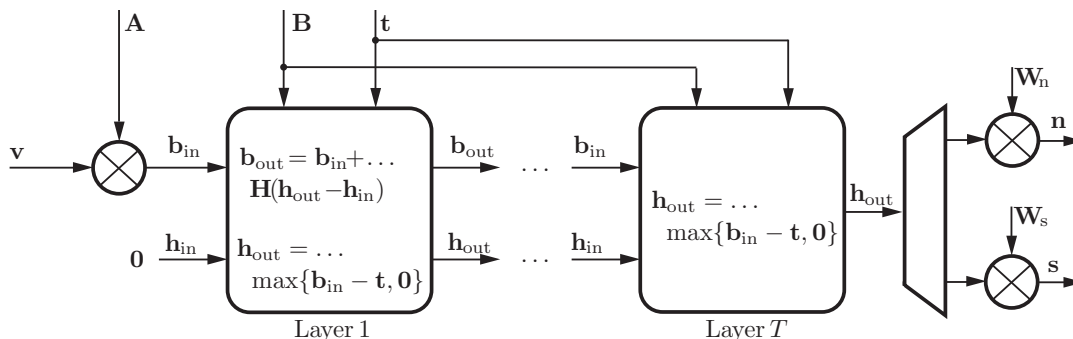 A
B
t
v
b_in
b_out = b_in + …
H(h_out − h_in)
b_out
…
b_in
0
h_in
h_out = …
max{b_in − t, 0}
h_out
…
h_in
h_out = …
max{b_in − t, 0}
h_out
W_n
n
W_s
s
Layer 1
Layer T